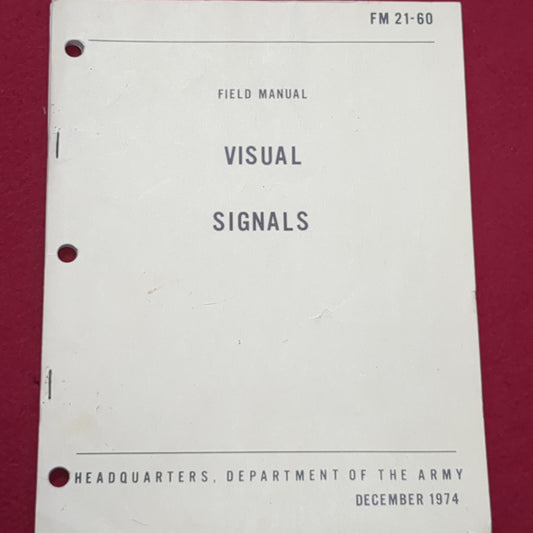 FM 21-60
FIELD MANUAL
VISUAL
SIGNALS
HEADQUARTERS, DEPARTMENT OF THE ARMY
DECEMBER 1974